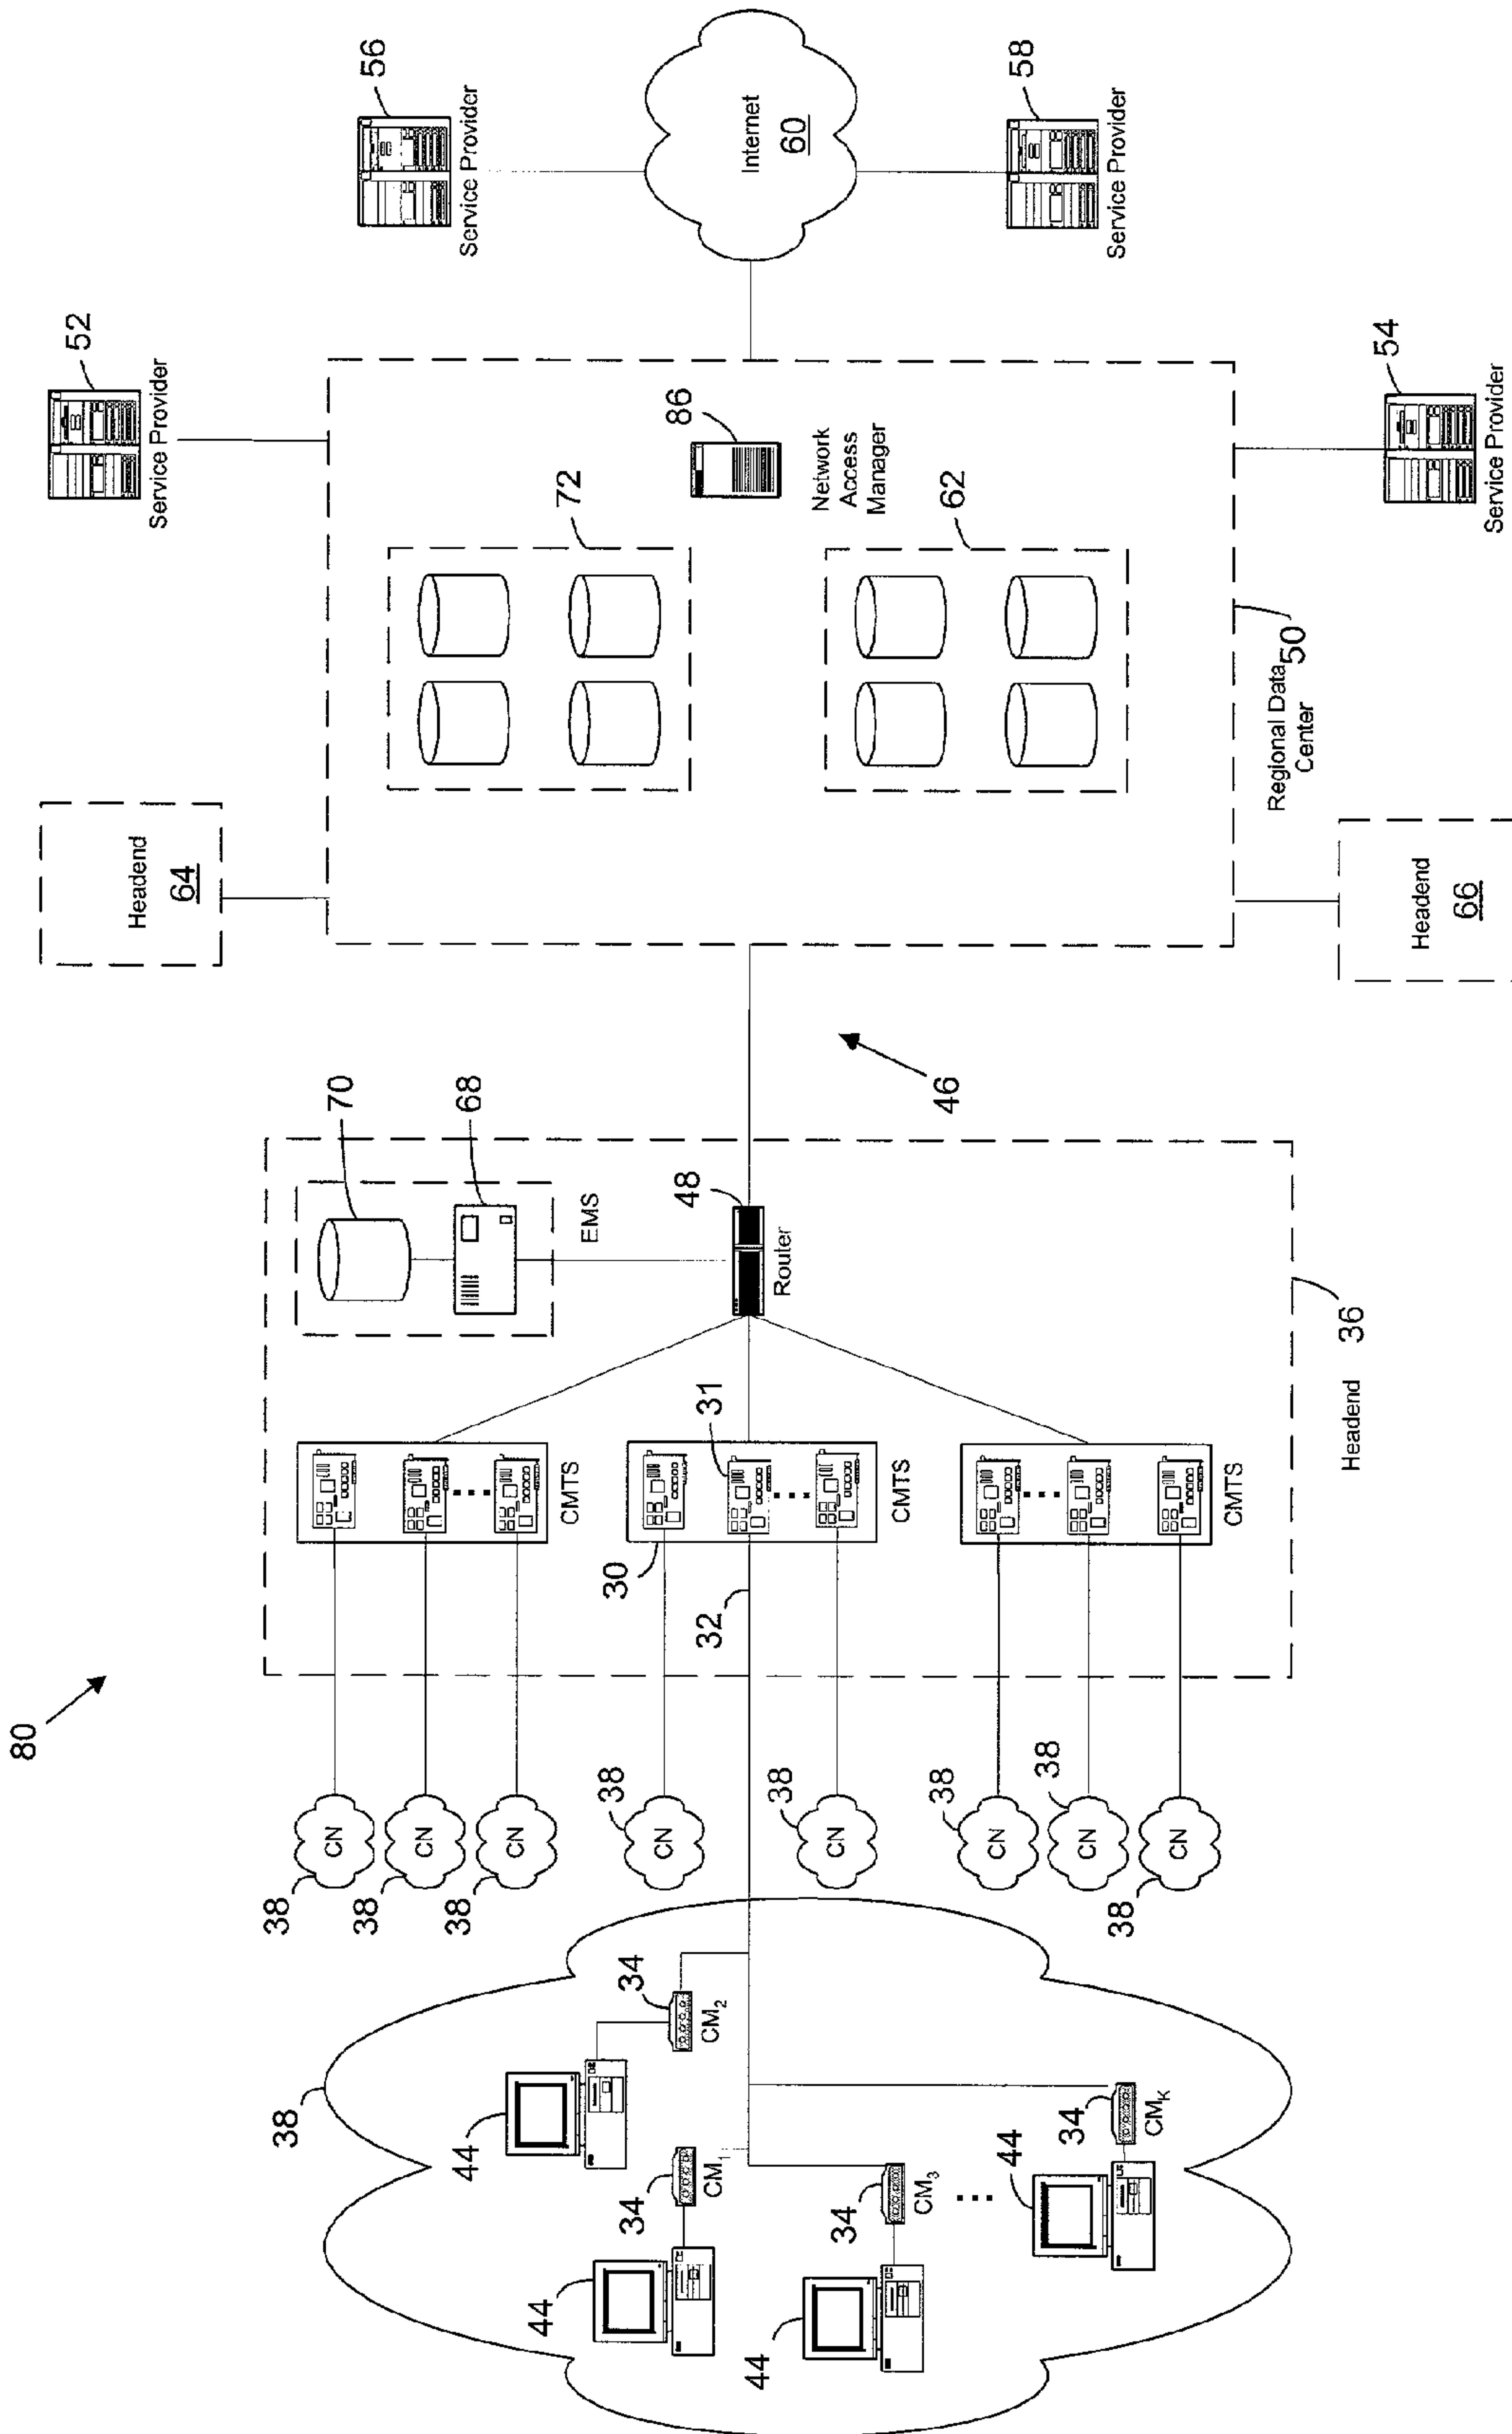 80
38
44
34
CM2
44
34
CM1
44
34
CM3
...
44
34
CMK
38
CN
38
CN
38
CN
38
CN
38
CN
38
CN
38
CN
38
CN
32
30
31
CMTS
CMTS
CMTS
70
68
EMS
48
Router
Headend 36
46
Headend
64
Headend
66
72
62
86
Network
Access
Manager
Regional Data
Center
50
52
Service Provider
54
Service Provider
56
Service Provider
Internet
60
58
Service Provider